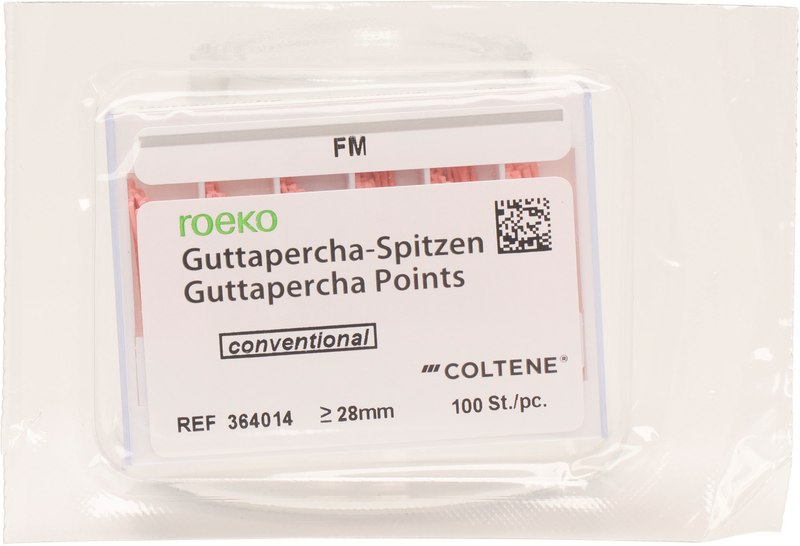 FM
roeko
Guttapercha-Spitzen
Guttapercha Points
conventional
COLTENE®
REF 364014 ≥ 28mm 100 St./pc.